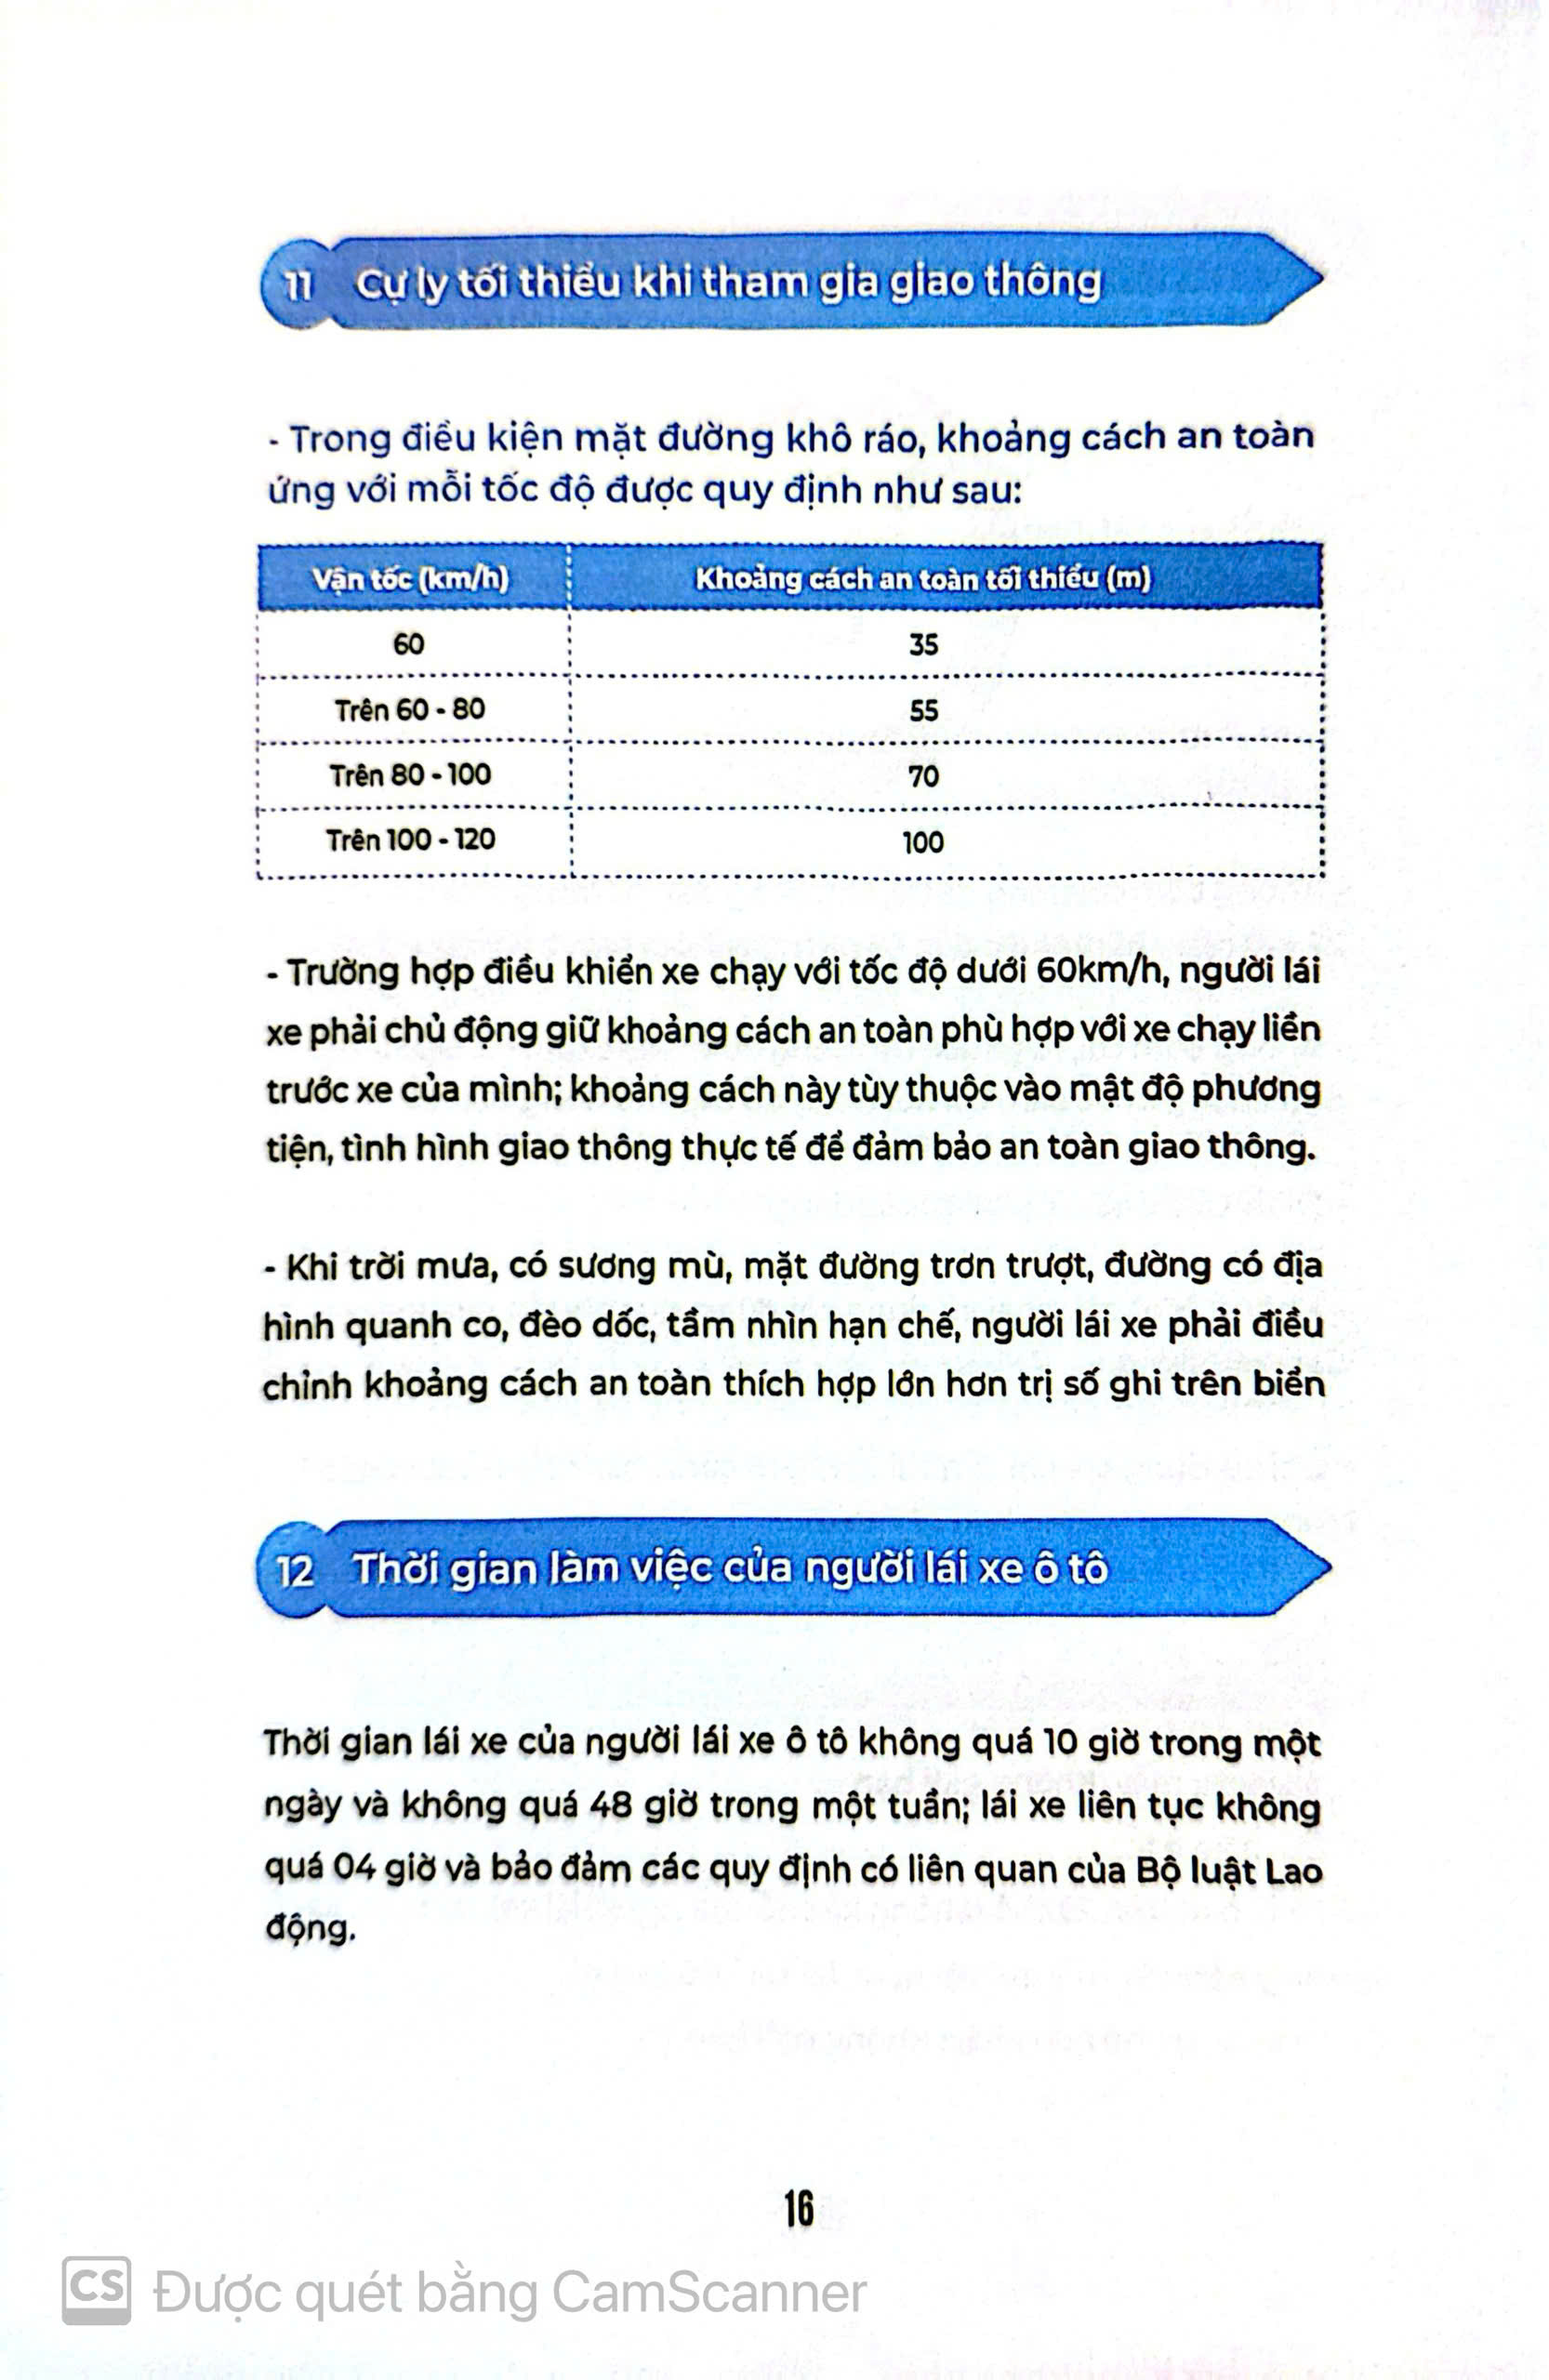 11 Cự ly tối thiểu khi tham gia giao thông
- Trong điều kiện mặt đường khô ráo, khoảng cách an toàn
ứng với mỗi tốc độ được quy định như sau:
Vận tốc (km/h) Khoảng cách an toàn tối thiểu (m)
60 35
Trên 60 - 80 55
Trên 80 - 100 70
Trên 100 - 120 100
- Trường hợp điều khiển xe chạy với tốc độ dưới 60km/h, người lái
xe phải chủ động giữ khoảng cách an toàn phù hợp với xe chạy liền
trước xe của mình; khoảng cách này tùy thuộc vào mật độ phương
tiện, tình hình giao thông thực tế để đảm bảo an toàn giao thông.
- Khi trời mưa, có sương mù, mặt đường trơn trượt, đường có địa
hình quanh co, đèo dốc, tầm nhìn hạn chế, người lái xe phải điều
chỉnh khoảng cách an toàn thích hợp lớn hơn trị số ghi trên biển
12 Thời gian làm việc của người lái xe ô tô
Thời gian lái xe của người lái xe ô tô không quá 10 giờ trong một
ngày và không quá 48 giờ trong một tuần; lái xe liên tục không
quá 04 giờ và bảo đảm các quy định có liên quan của Bộ luật Lao
động.
16
CS Được quét bằng CamScanner